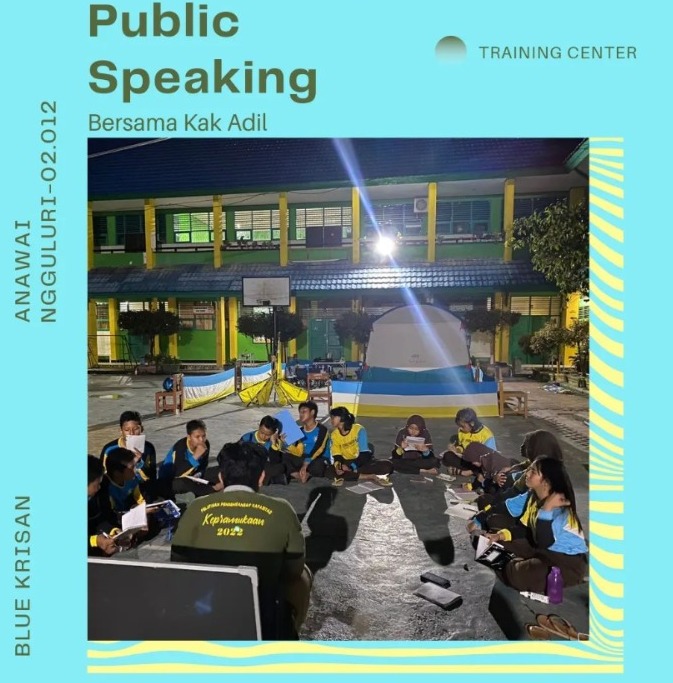 Public
Speaking
Bersama Kak Adil
TRAINING CENTER
ANAWAI
NGGULURI-02.012
BLUE KRISAN
Kepramukaan
2022